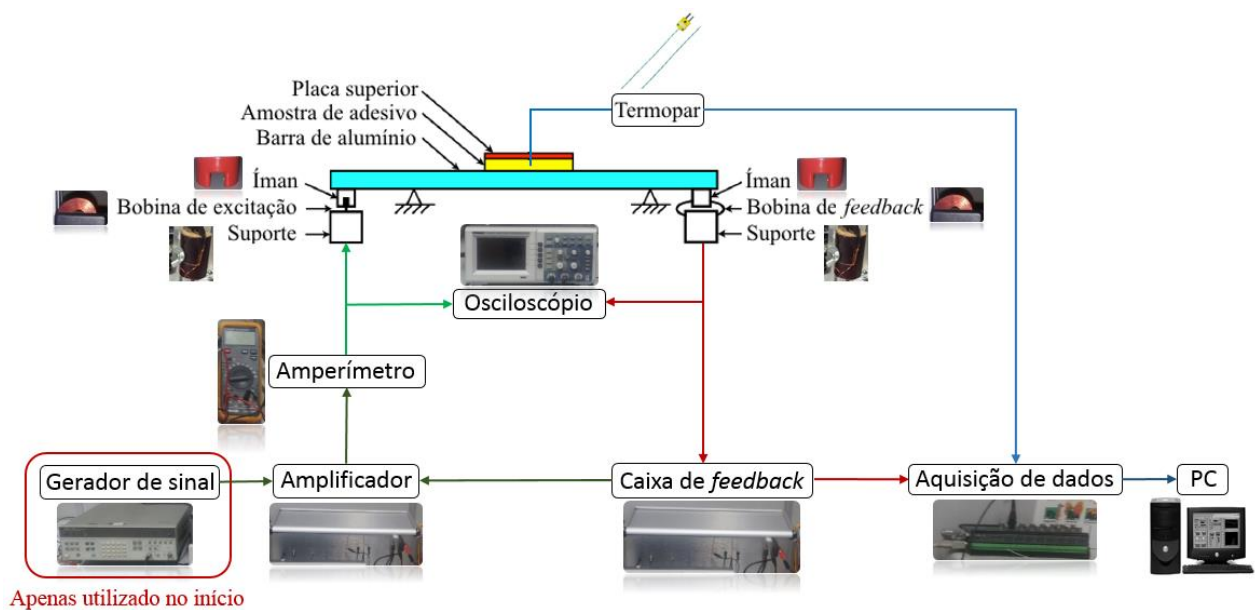 Placa superior
Amostra de adesivo
Barra de alumínio
Termopar
Íman
Bobina de excitação
Suporte
Íman
Bobina de feedback
Suporte
Osciloscópio
Amperímetro
Gerador de sinal
Amplificador
Caixa de feedback
Aquisição de dados
PC
Apenas utilizado no início